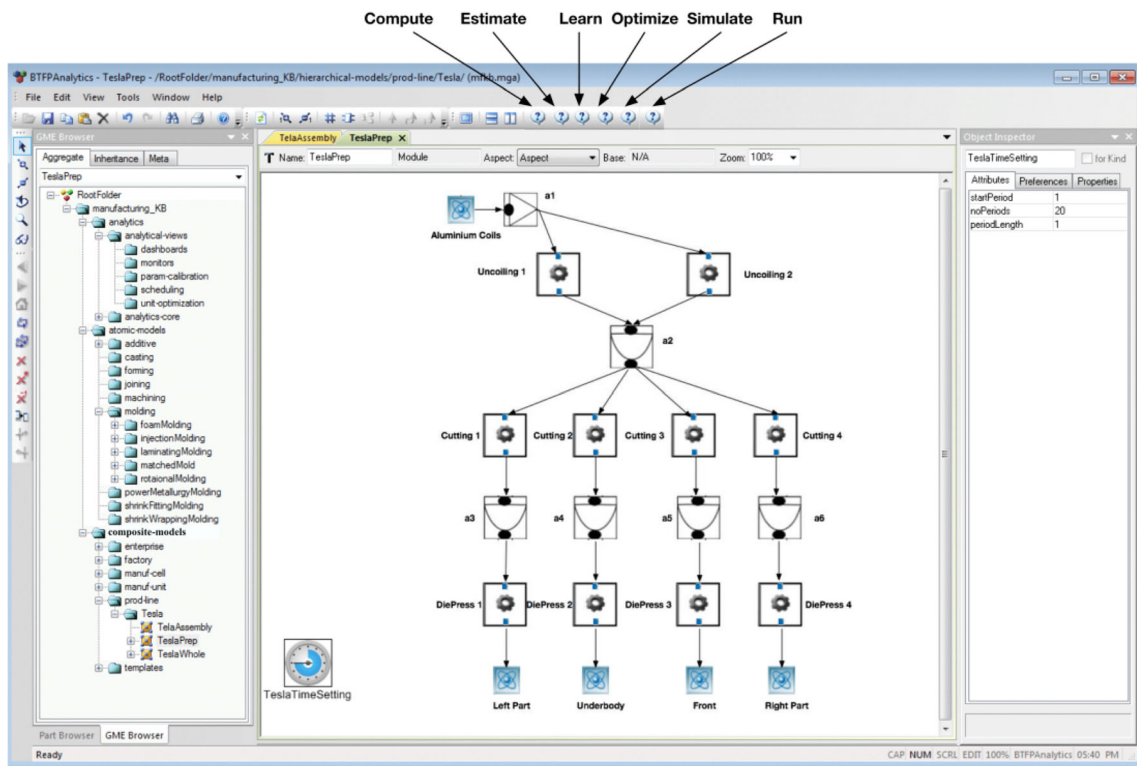 Compute Estimate Learn Optimize Simulate Run
BTFPAnalytics - TeslaPrep - /RootFolder/manufacturing_KB/hierarchical-models/prod-line/Tesla/ (mfkb.mga)
File Edit View Tools Window Help
GME Browser
Aggregate Inheritance Meta
TeslaPrep
RootFolder
manufacturing_KB
analytics
analytical-views
dashboards
monitors
param-calibration
scheduling
unit-optimization
analytics-core
atomic-models
additive
casting
forming
joining
machining
molding
foamMolding
injectionMolding
laminatingMolding
matchedMold
rotaionalMolding
powerMetallurgyMolding
shrinkFittingMolding
shrinkWrappingMolding
composite-models
enterprise
factory
manuf-cell
manuf-unit
prod-line
Tesla
TelaAssembly
TeslaPrep
TeslaWhole
templates
Part Browser GME Browser
TelaAssembly TeslaPrep X
Name: TeslaPrep Module Aspect: Aspect Base: N/A Zoom: 100%
a1
Aluminium Coils
Uncoiling 1 Uncoiling 2
a2
Cutting 1 Cutting 2 Cutting 3 Cutting 4
a3 a4 a5 a6
DiePress 1 DiePress 2 DiePress 3 DiePress 4
TeslaTimeSetting
Left Part Underbody Front Right Part
Object Inspector
TeslaTimeSetting for Kind
Attributes Preferences Properties
startPeriod 1
noPeriods 20
periodLength 1
Ready CAP NUM SCRL EDIT 100% BTFPAnalytics 05:40 PM